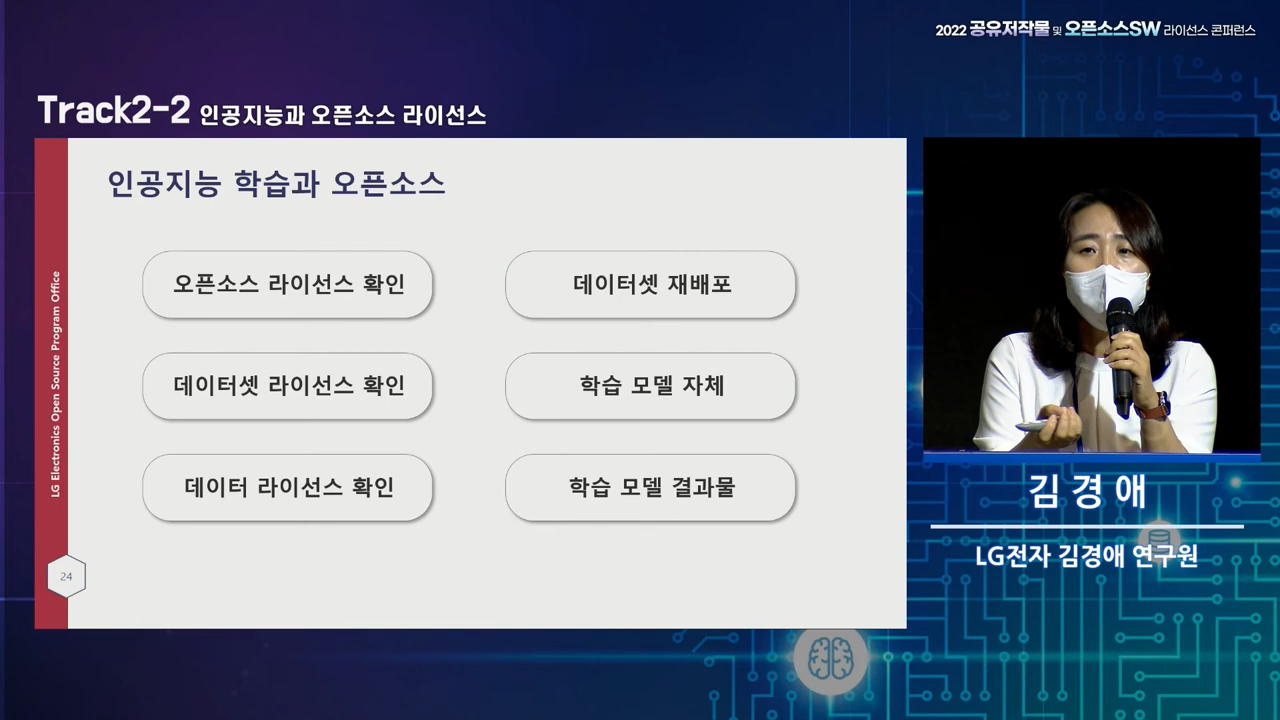 2022 공유저작물 및 오픈소스SW 라이선스 콘퍼런스
Track2-2 인공지능과 오픈소스 라이선스
인공지능 학습과 오픈소스
오픈소스 라이선스 확인
데이터셋 재배포
데이터셋 라이선스 확인
학습 모델 자체
데이터 라이선스 확인
학습 모델 결과물
LG Electronics Open Source Program Office
24
김경애
LG전자 김경애 연구원